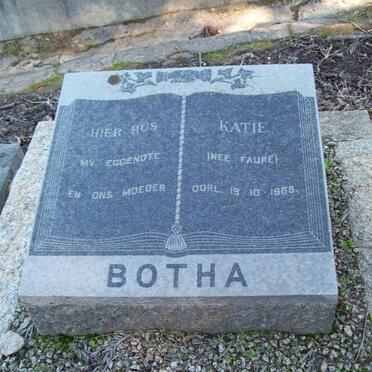 HIER RUS
MY EGGENOTE
EN ONS MOEDER
KATIE
(NEE FAURE)
OORL. 19. 10. 1968.
BOTHA